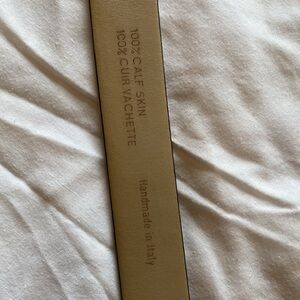 100% CALF SKIN
100% CUIR VACHETTE
Handmade in Italy